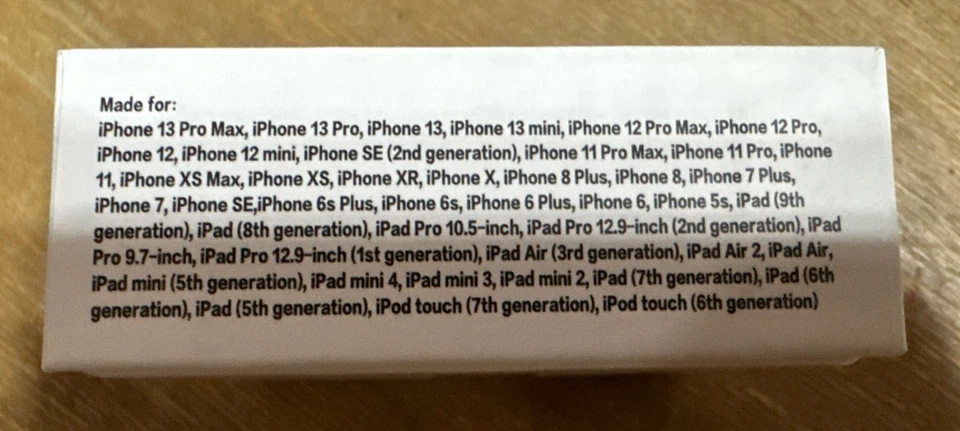 Made for:
iPhone 13 Pro Max, iPhone 13 Pro, iPhone 13, iPhone 13 mini, iPhone 12 Pro Max, iPhone 12 Pro,
iPhone 12, iPhone 12 mini, iPhone SE (2nd generation), iPhone 11 Pro Max, iPhone 11 Pro, iPhone
11, iPhone XS Max, iPhone XS, iPhone XR, iPhone X, iPhone 8 Plus, iPhone 8, iPhone 7 Plus,
iPhone 7, iPhone SE,iPhone 6s Plus, iPhone 6s, iPhone 6 Plus, iPhone 6, iPhone 5s, iPad (9th
generation), iPad (8th generation), iPad Pro 10.5-inch, iPad Pro 12.9-inch (2nd generation), iPad
Pro 9.7-inch, iPad Pro 12.9-inch (1st generation), iPad Air (3rd generation), iPad Air 2, iPad Air,
iPad mini (5th generation), iPad mini 4, iPad mini 3, iPad mini 2, iPad (7th generation), iPad (6th
generation), iPad (5th generation), iPod touch (7th generation), iPod touch (6th generation)